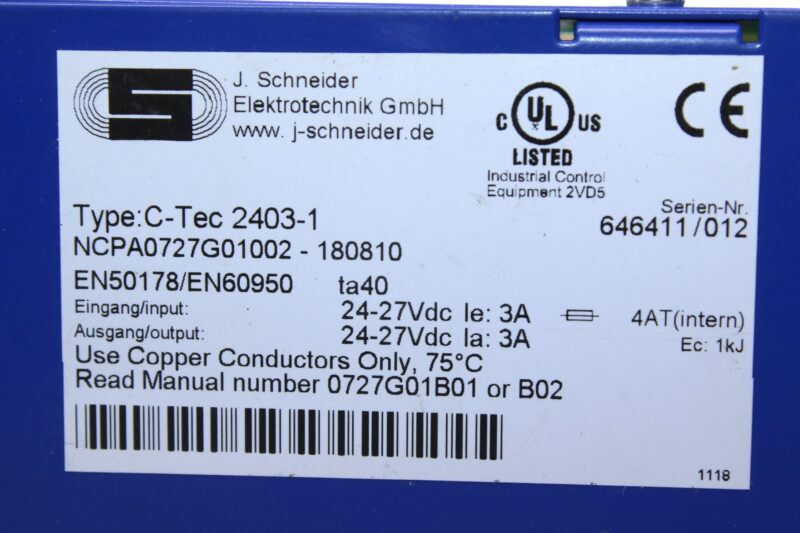 J. Schneider
Elektrotechnik GmbH
www. j-schneider.de
C UL US
LISTED
Industrial Control
Equipment 2VD5
CE
Type:C-Tec 2403-1
NCPA0727G01002 - 180810
Serien-Nr.
646411/012
EN50178/EN60950 ta40
Eingang/input: 24-27Vdc Ie: 3A 4AT(intern)
Ausgang/output: 24-27Vdc Ia: 3A Ec: 1kJ
Use Copper Conductors Only, 75°C
Read Manual number 0727G01B01 or B02
1118